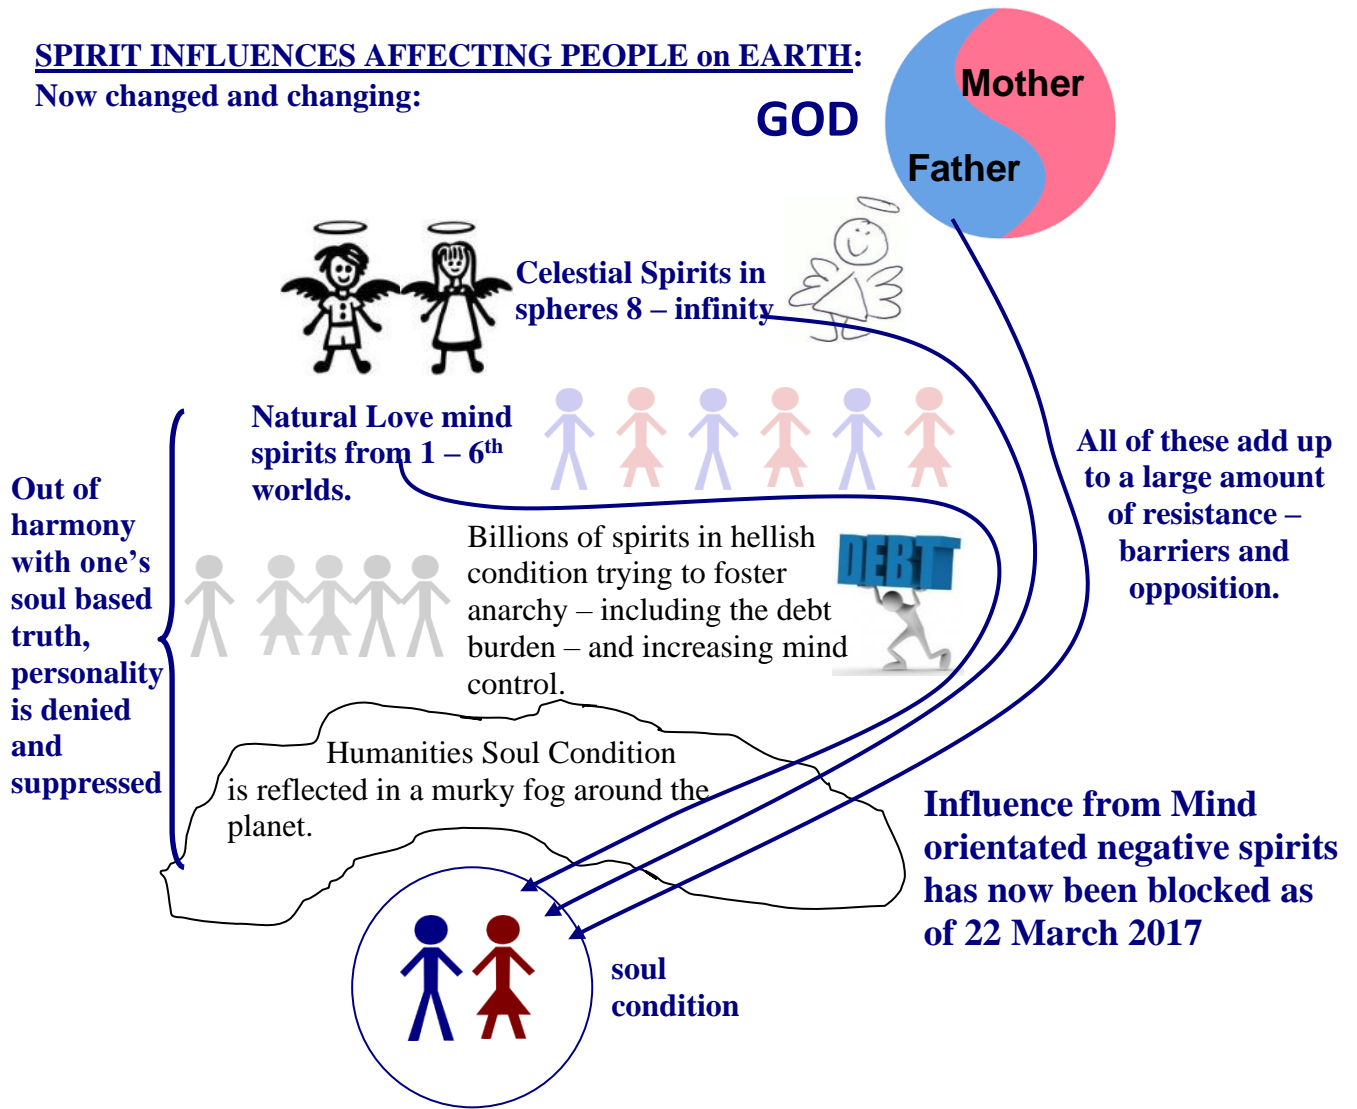 SPIRIT INFLUENCES AFFECTING PEOPLE on EARTH:
Now changed and changing:
GOD
Mother
Father
Celestial Spirits in
spheres 8 – infinity
Natural Love mind
spirits from 1 – 6th
worlds.
All of these add up
to a large amount
of resistance –
barriers and
opposition.
Out of
harmony
with one’s
soul based
truth,
personality
is denied
and
suppressed
Billions of spirits in hellish
condition trying to foster
anarchy – including the debt
burden – and increasing mind
control.
DEBT
Humanities Soul Condition
is reflected in a murky fog around the
planet.
Influence from Mind
orientated negative spirits
has now been blocked as
of 22 March 2017
soul
condition